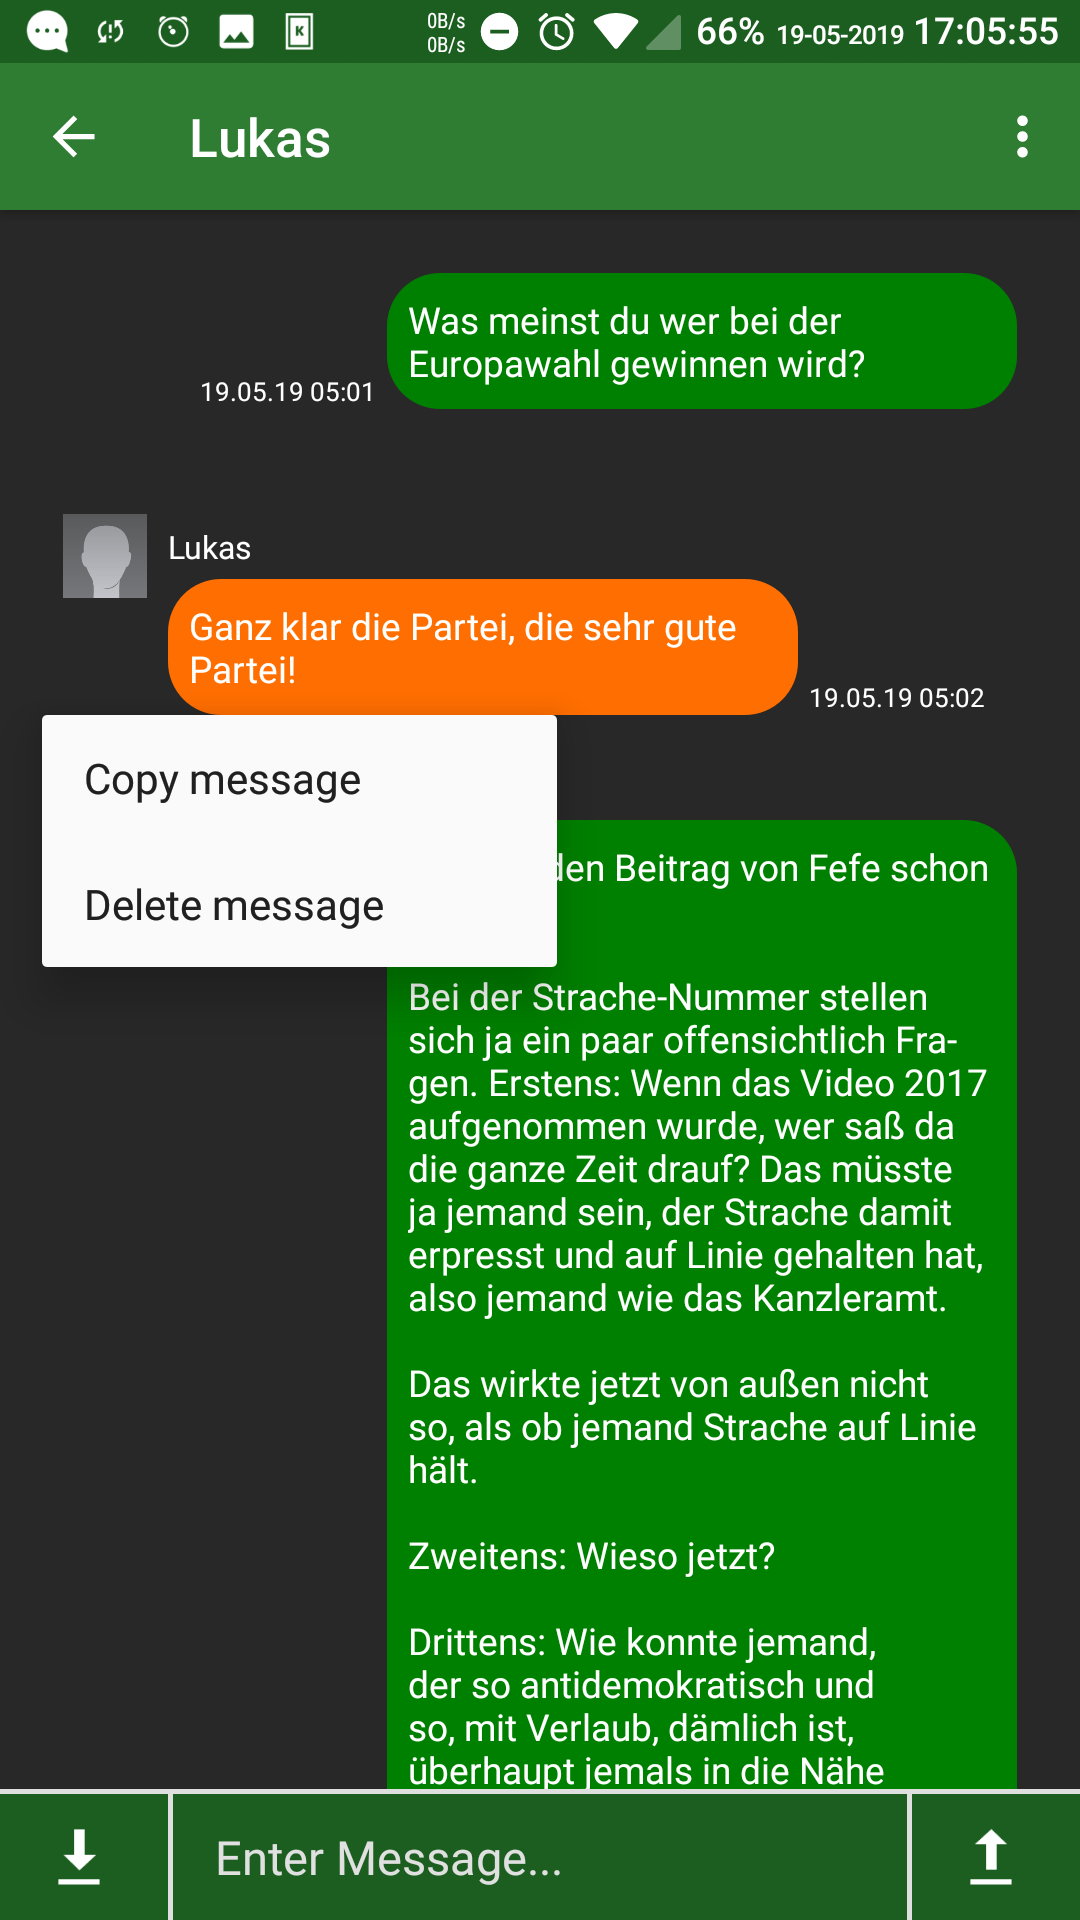 0B/s
0B/s
66% 19-05-2019 17:05:55
Lukas
Was meinst du wer bei der
Europawahl gewinnen wird?
19.05.19 05:01
Lukas
Ganz klar die Partei, die sehr gute
Partei!
19.05.19 05:02
Copy message
Delete message
den Beitrag von Fefe schon
Bei der Strache-Nummer stellen
sich ja ein paar offensichtlich Fra-
gen. Erstens: Wenn das Video 2017
aufgenommen wurde, wer saß da
die ganze Zeit drauf? Das müsste
ja jemand sein, der Strache damit
erpresst und auf Linie gehalten hat,
also jemand wie das Kanzleramt.
Das wirkte jetzt von außen nicht
so, als ob jemand Strache auf Linie
hält.
Zweitens: Wieso jetzt?
Drittens: Wie konnte jemand,
der so antidemokratisch und
so, mit Verlaub, dämlich ist,
überhaupt jemals in die Nähe
Enter Message...